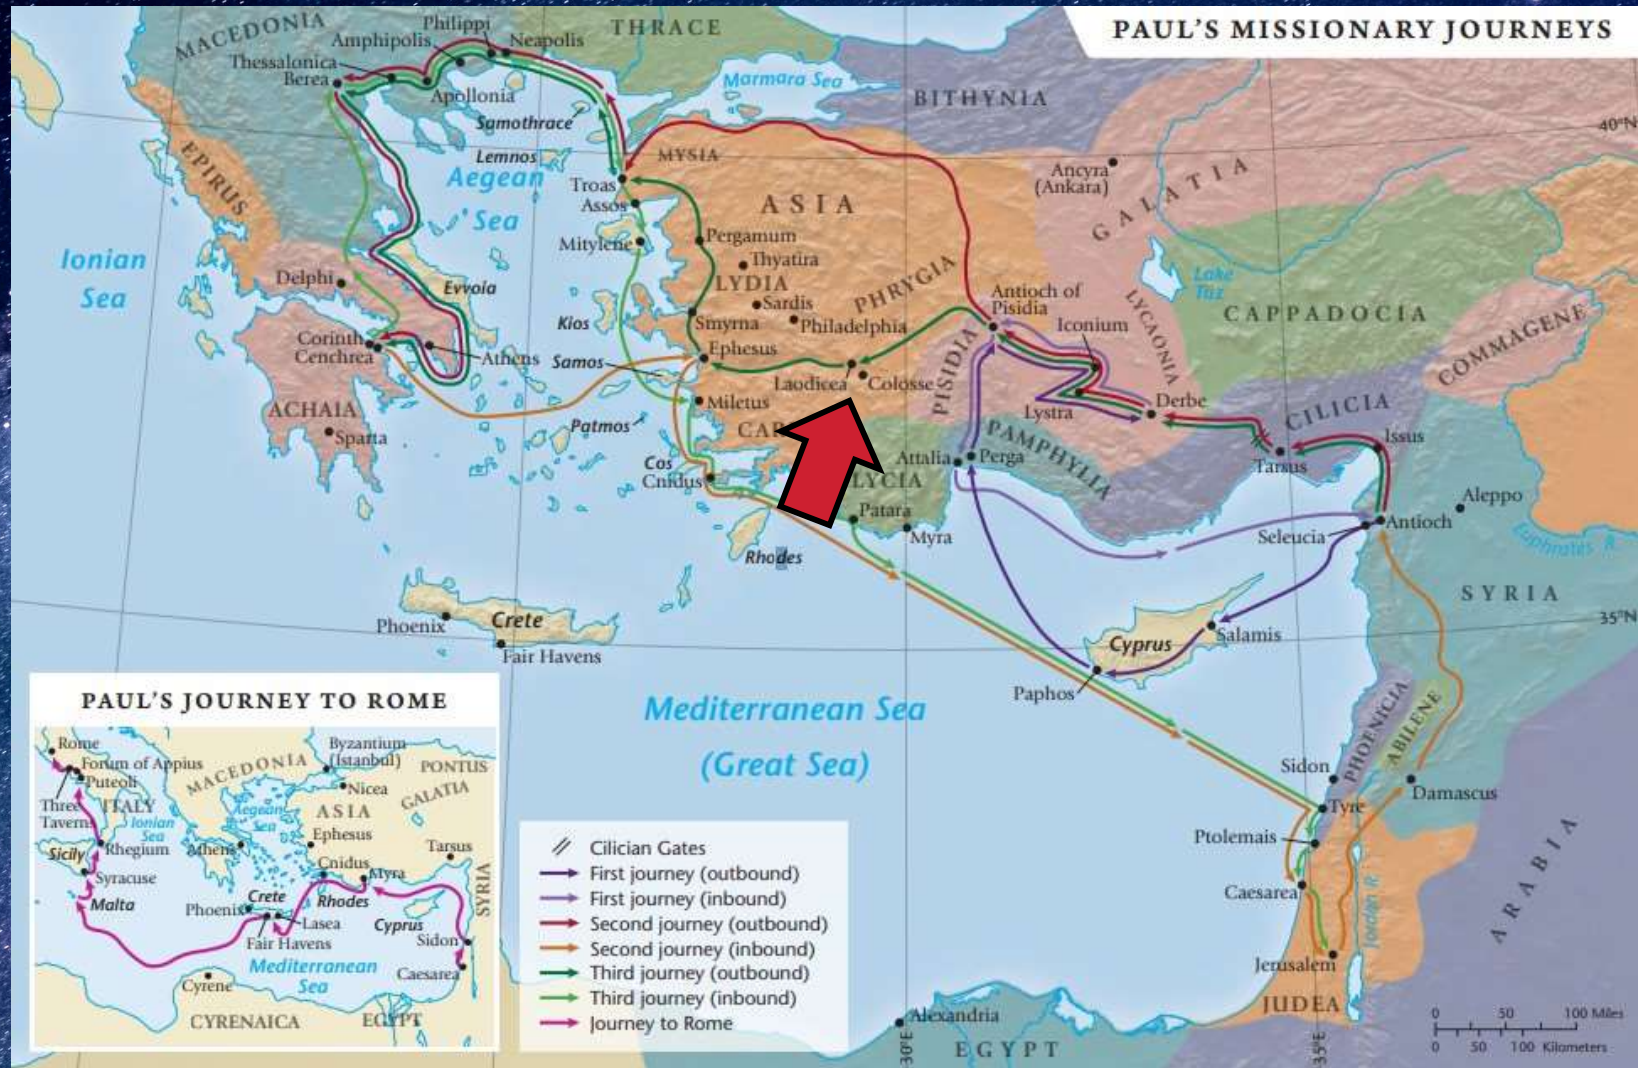 PAUL'S MISSIONARY JOURNEYS
MACEDONIA
Philippi
THRACE
Amphipolis
Neapolis
Thessalonica
Berea
Apollonia
Marmara Sea
BITHYNIA
Samothrace
40°N
EPIRUS
Lemnos
MYSIA
Ancyra
(Ankara)
GALATIA
Aegean
Sea
Troas
Assos
ASIA
Mitylene
Pergamum
Thyatira
Ionian
Sea
Delphi
Evvoia
LYDIA
Sardis
PHRYGIA
Lake
Tuz
Antioch of
Pisidia
LYCAONIA
CAPPADOCIA
Kios
Smyrna
Philadelphia
Iconium
COMMAGENE
Corinth
Cenchrea
Athens
Samos
Ephesus
Laodicea
Colosse
PISIDIA
Lystra
Derbe
CILICIA
ACHAIA
Sparta
Miletus
Patmos
CAR
PAMPHYLIA
Issus
Tarsus
Cos
Cnidus
Attalia
Perga
LYCIA
Aleppo
Patara
Myra
Seleucia
Antioch
Euphrates R.
Rhodes
SYRIA
Phoenix
Crete
Fair Havens
Cyprus
Salamis
35°N
Paphos
Mediterranean Sea
(Great Sea)
PHOENICIA
ABILENE
Sidon
Damascus
Tyre
Ptolemais
Caesarea
Jordan R.
ARABIA
Jerusalem
JUDEA
Alexandria
EGYPT
30°E
35°E
0 50 100 Miles
0 50 100 Kilometers
PAUL'S JOURNEY TO ROME
Rome
Forum of Appius
Puteoli
Three
Taverns
ITALY
Ionian
Sea
MACEDONIA
Byzantium
(Istanbul)
PONTUS
Nicea
GALATIA
Aegean
Sea
ASIA
Ephesus
Athens
Tarsus
Sicily
Rhegium
Syracuse
Malta
Cnidus
Myra
SYRIA
Crete
Rhodes
Phoenix
Lasea
Cyprus
Fair Havens
Sidon
Mediterranean
Sea
Caesarea
Cyrene
CYRENAICA
EGYPT
Cilician Gates
First journey (outbound)
First journey (inbound)
Second journey (outbound)
Second journey (inbound)
Third journey (outbound)
Third journey (inbound)
Journey to Rome